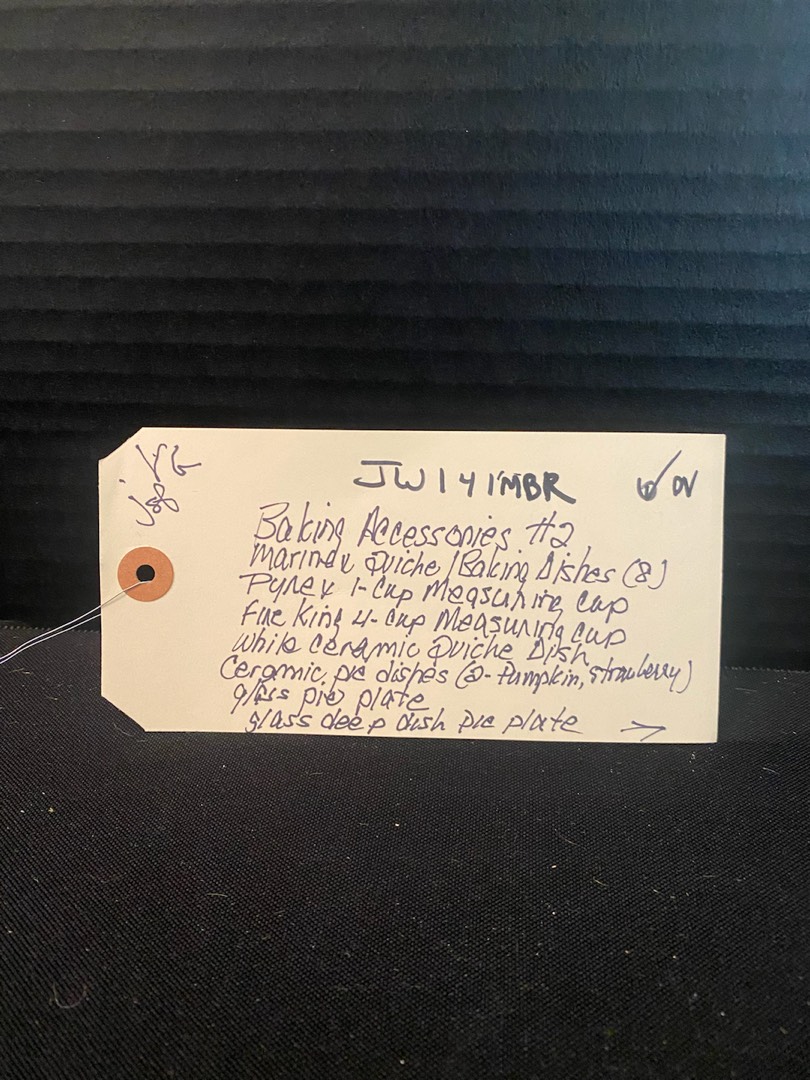 JW141MBR
Baking Accessories #2
Marinex Quiche/Baking Dishes (8)
Pyrex 1-cup Measuring cup
Fire King 4-cup Measuring cup
White Ceramic Quiche Dish
Ceramic pie dishes (2-Pumpkin, strawberry)
glass pie plate
glass deep dish pie plate →